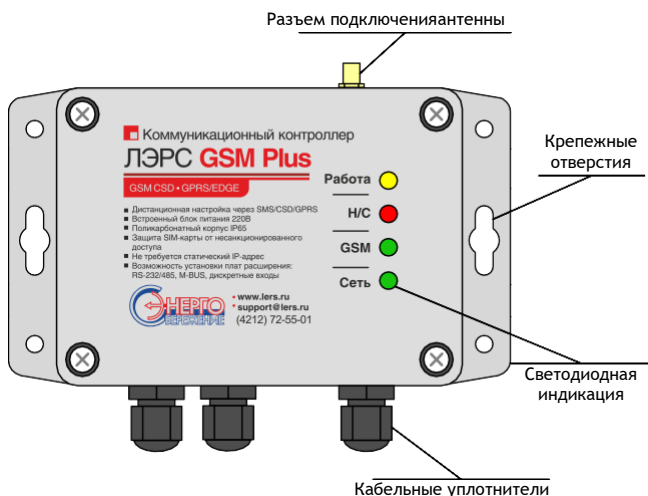 Разъем подключенияантенны
Коммуникационный контроллер
ЛЭРС GSM Plus
GSM CSD • GPRS/EDGE
Дистанционная настройка через SMS/CSD/GPRS
Встроенный блок питания 220В
Поликарбонатный корпус IP65
Защита SIM-карты от несанкционированного
доступа
Не требуется статический IP-адрес
Возможность установки плат расширения:
RS-232/485, M-BUS, дискретные входы
ЭНЕРГО
СБЕРЕЖЕНИЕ
• www.lers.ru
• support@lers.ru
(4212) 72-55-01
Работа
Н/С
GSM
Сеть
Крепежные
отверстия
Светодиодная
индикация
Кабельные уплотнители